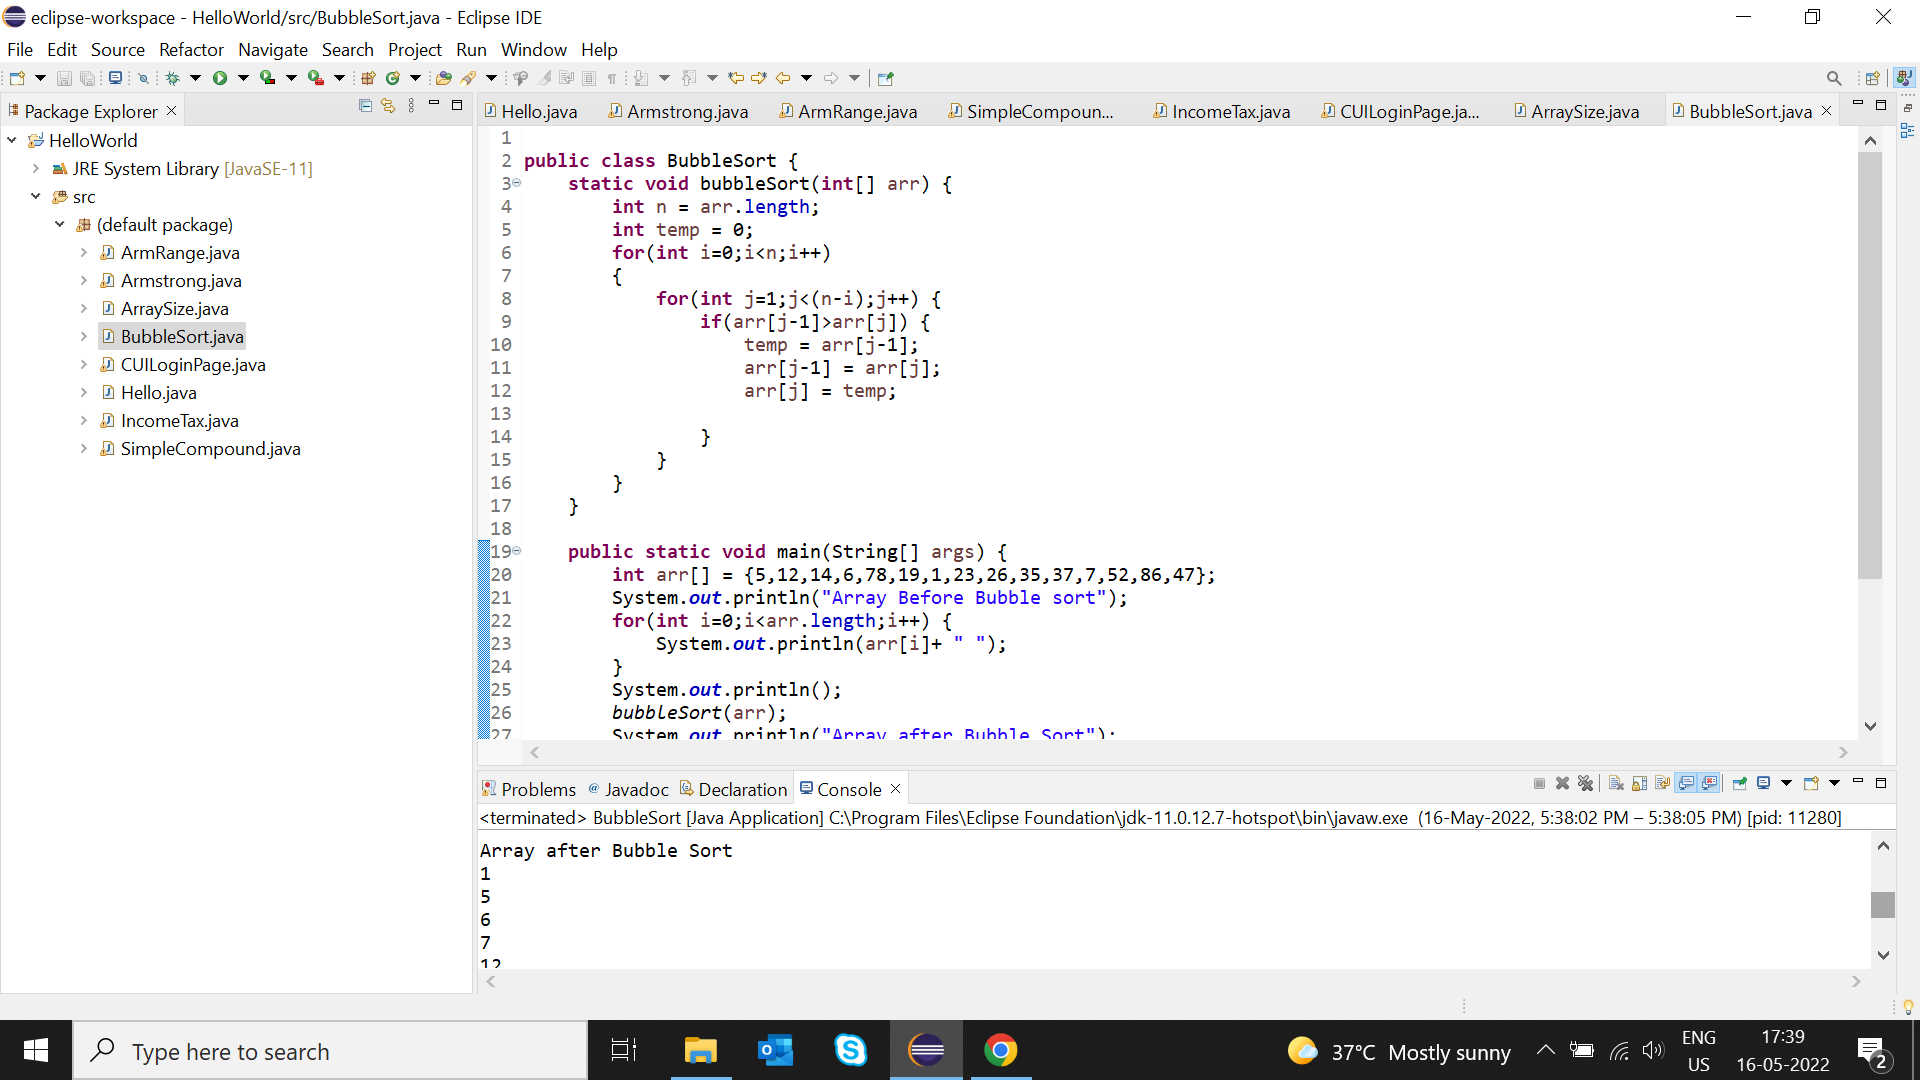 eclipse-workspace - HelloWorld/src/BubbleSort.java - Eclipse IDE
File Edit Source Refactor Navigate Search Project Run Window Help
Package Explorer
HelloWorld
JRE System Library [JavaSE-11]
src
(default package)
ArmRange.java
Armstrong.java
ArraySize.java
BubbleSort.java
CUILoginPage.java
Hello.java
IncomeTax.java
SimpleCompound.java
Hello.java Armstrong.java ArmRange.java SimpleCompoun... IncomeTax.java CUILoginPage.ja... ArraySize.java BubbleSort.java
1
2 public class BubbleSort {
3 static void bubbleSort(int[] arr) {
4 int n = arr.length;
5 int temp = 0;
6 for(int i=0;i<n;i++)
7 {
8 for(int j=1;j<(n-i);j++) {
9 if(arr[j-1]>arr[j]) {
10 temp = arr[j-1];
11 arr[j-1] = arr[j];
12 arr[j] = temp;
13
14 }
15 }
16 }
17 }
18
19 public static void main(String[] args) {
20 int arr[] = {5,12,14,6,78,19,1,23,26,35,37,7,52,86,47};
21 System.out.println("Array Before Bubble sort");
22 for(int i=0;i<arr.length;i++) {
23 System.out.println(arr[i]+ " ");
24 }
25 System.out.println();
26 bubbleSort(arr);
27 System.out.println("Array after Bubble Sort");
Problems @ Javadoc Declaration Console
<terminated> BubbleSort [Java Application] C:\Program Files\Eclipse Foundation\jdk-11.0.12.7-hotspot\bin\javaw.exe (16-May-2022, 5:38:02 PM – 5:38:05 PM) [pid: 11280]
Array after Bubble Sort
1
5
6
7
12
Type here to search
37°C Mostly sunny
ENG
US
17:39
16-05-2022
2